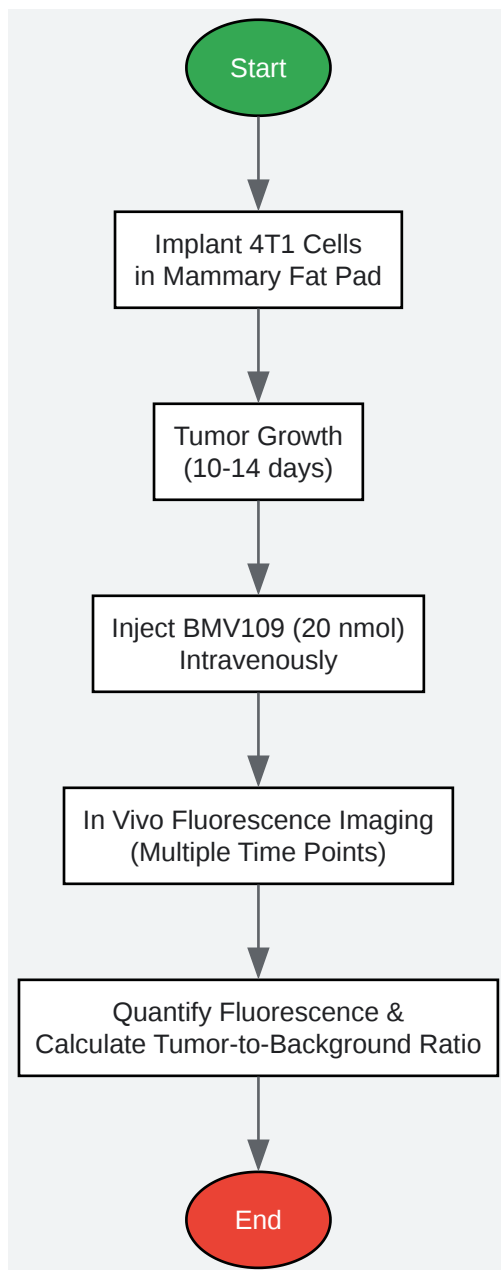 Start
Implant 4T1 Cells
in Mammary Fat Pad
Tumor Growth
(10-14 days)
Inject BMV109 (20 nmol)
Intravenously
In Vivo Fluorescence Imaging
(Multiple Time Points)
Quantify Fluorescence &
Calculate Tumor-to-Background Ratio
End